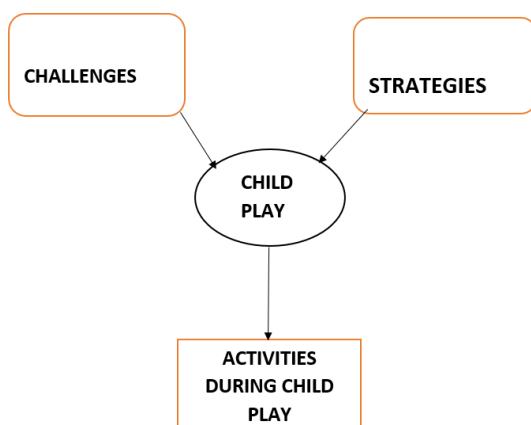 CHALLENGES
STRATEGIES
CHILD
PLAY
ACTIVITIES
DURING CHILD
PLAY